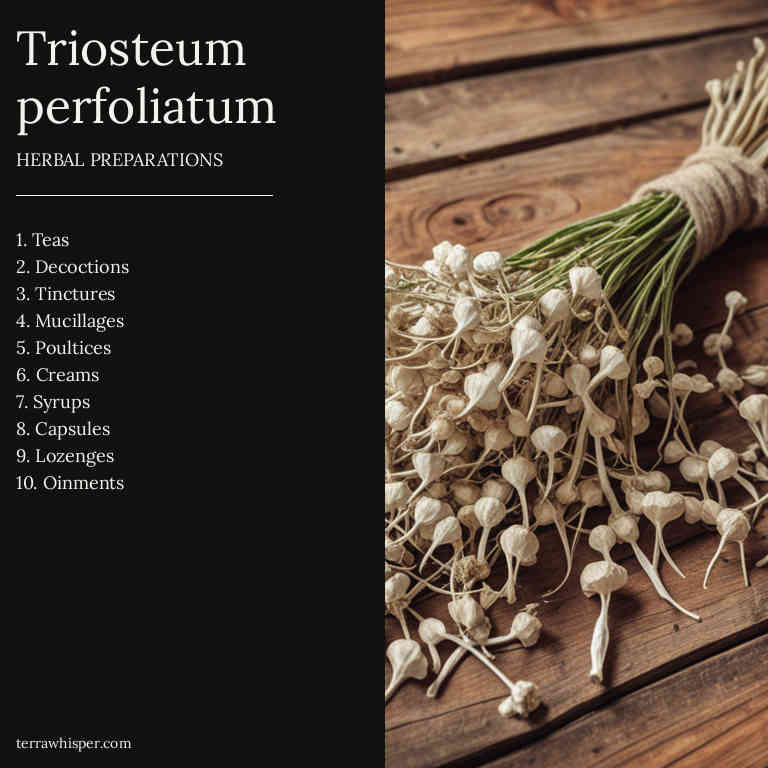 Triosteum
perfoliatum
HERBAL PREPARATIONS
1. Teas
2. Decoctions
3. Tinctures
4. Mucillages
5. Poultices
6. Creams
7. Syrups
8. Capsules
9. Lozenges
10. Oinments
terrawhisper.com